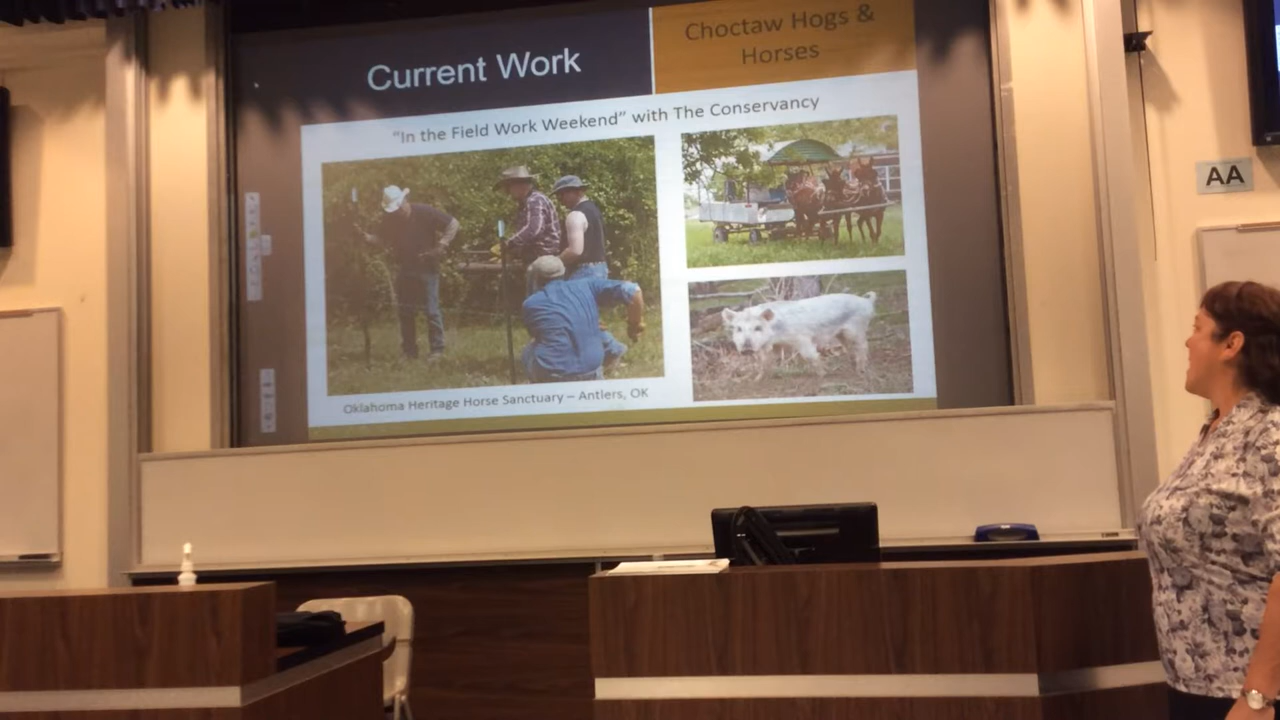 Current Work
Choctaw Hogs &
Horses
"In the Field Work Weekend" with The Conservancy
Oklahoma Heritage Horse Sanctuary – Antlers, OK
AA